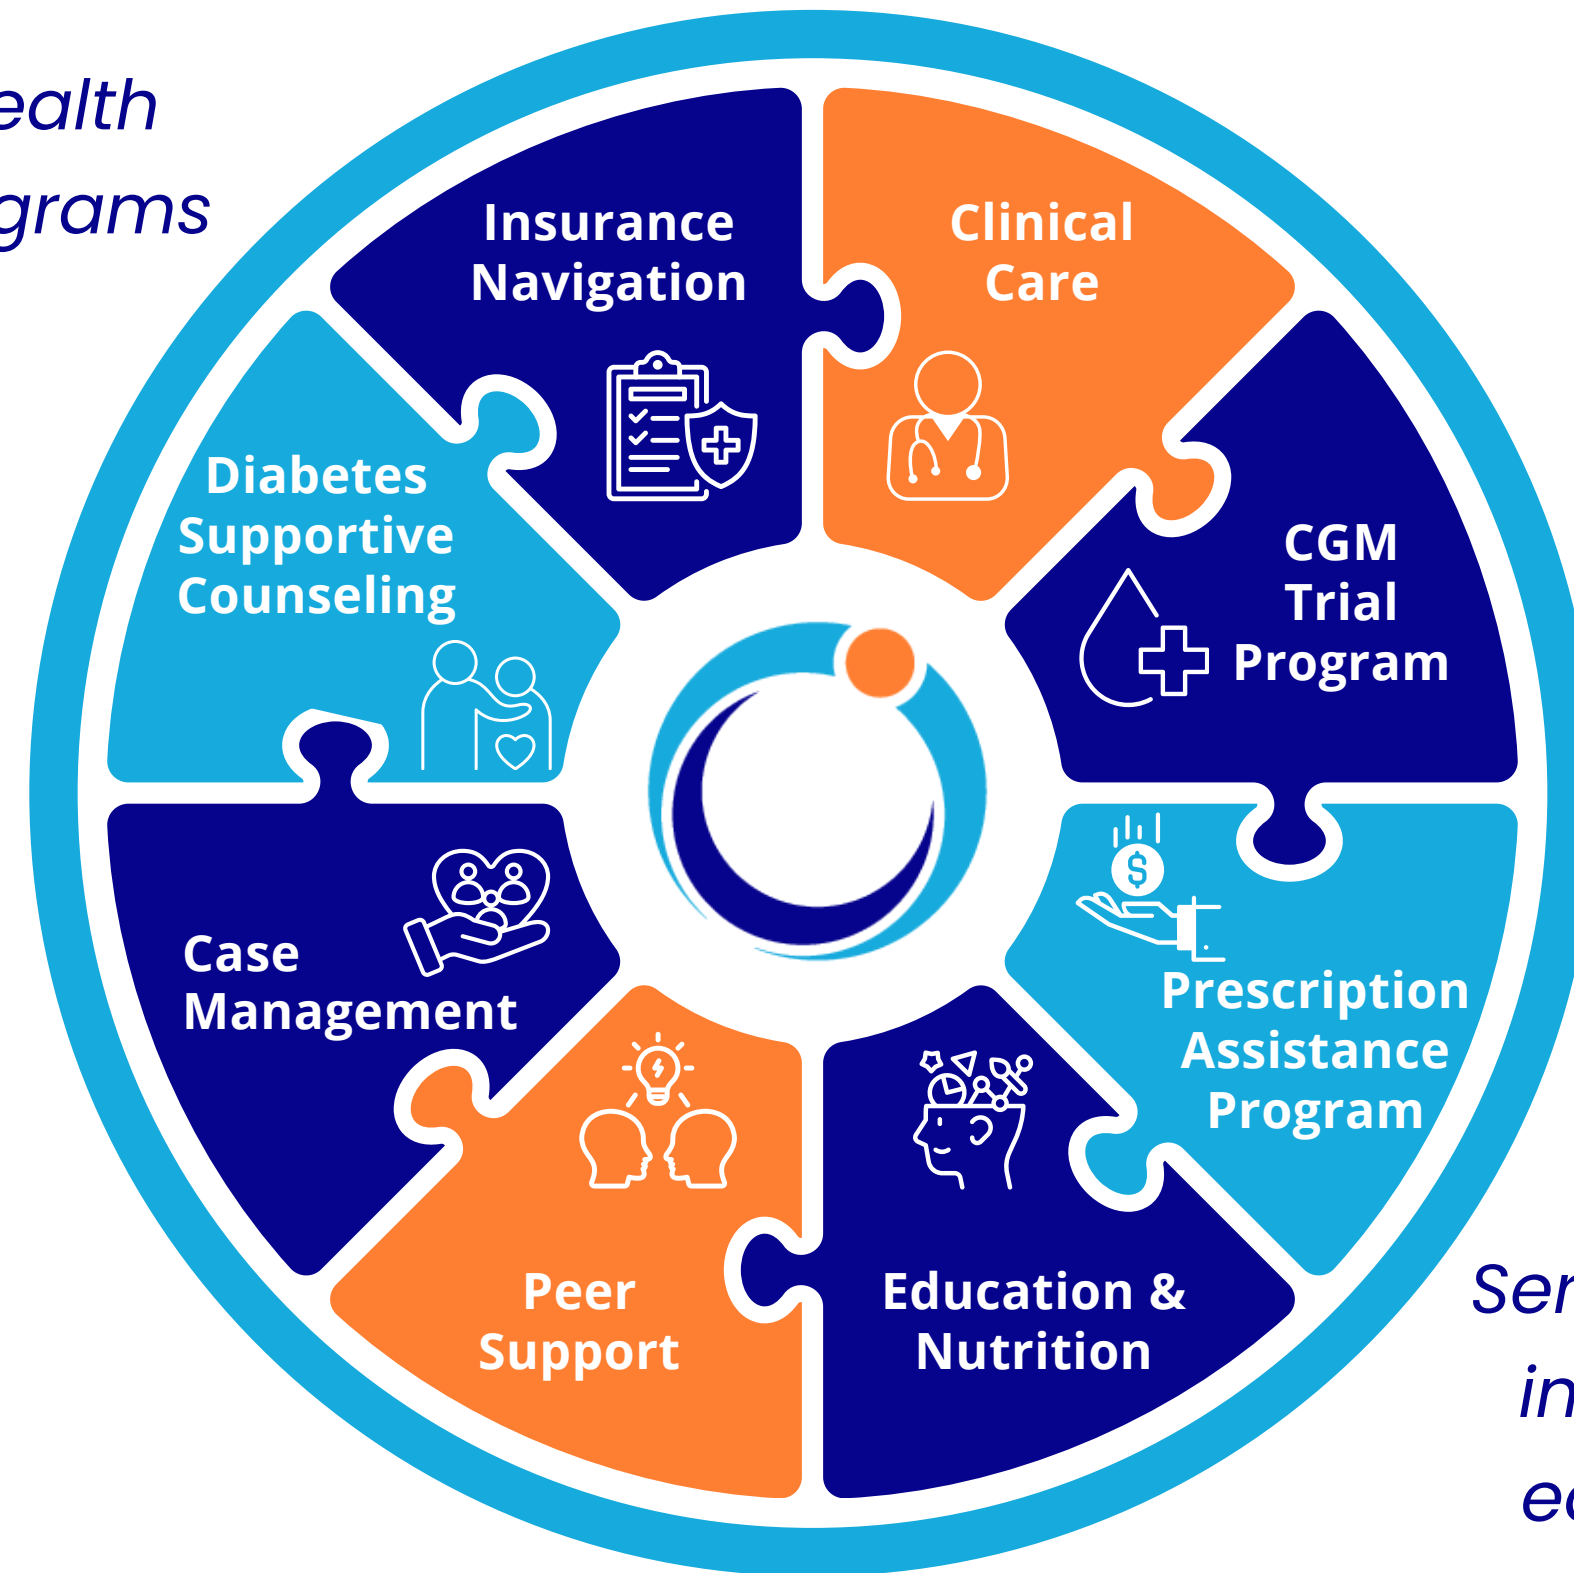 ealth
grams
Insurance
Navigation
Clinical
Care
Diabetes
Supportive
Counseling
CGM
Trial
Program
Case
Management
$
Prescription
Assistance
Program
Peer
Support
Education &
Nutrition
Ser
in